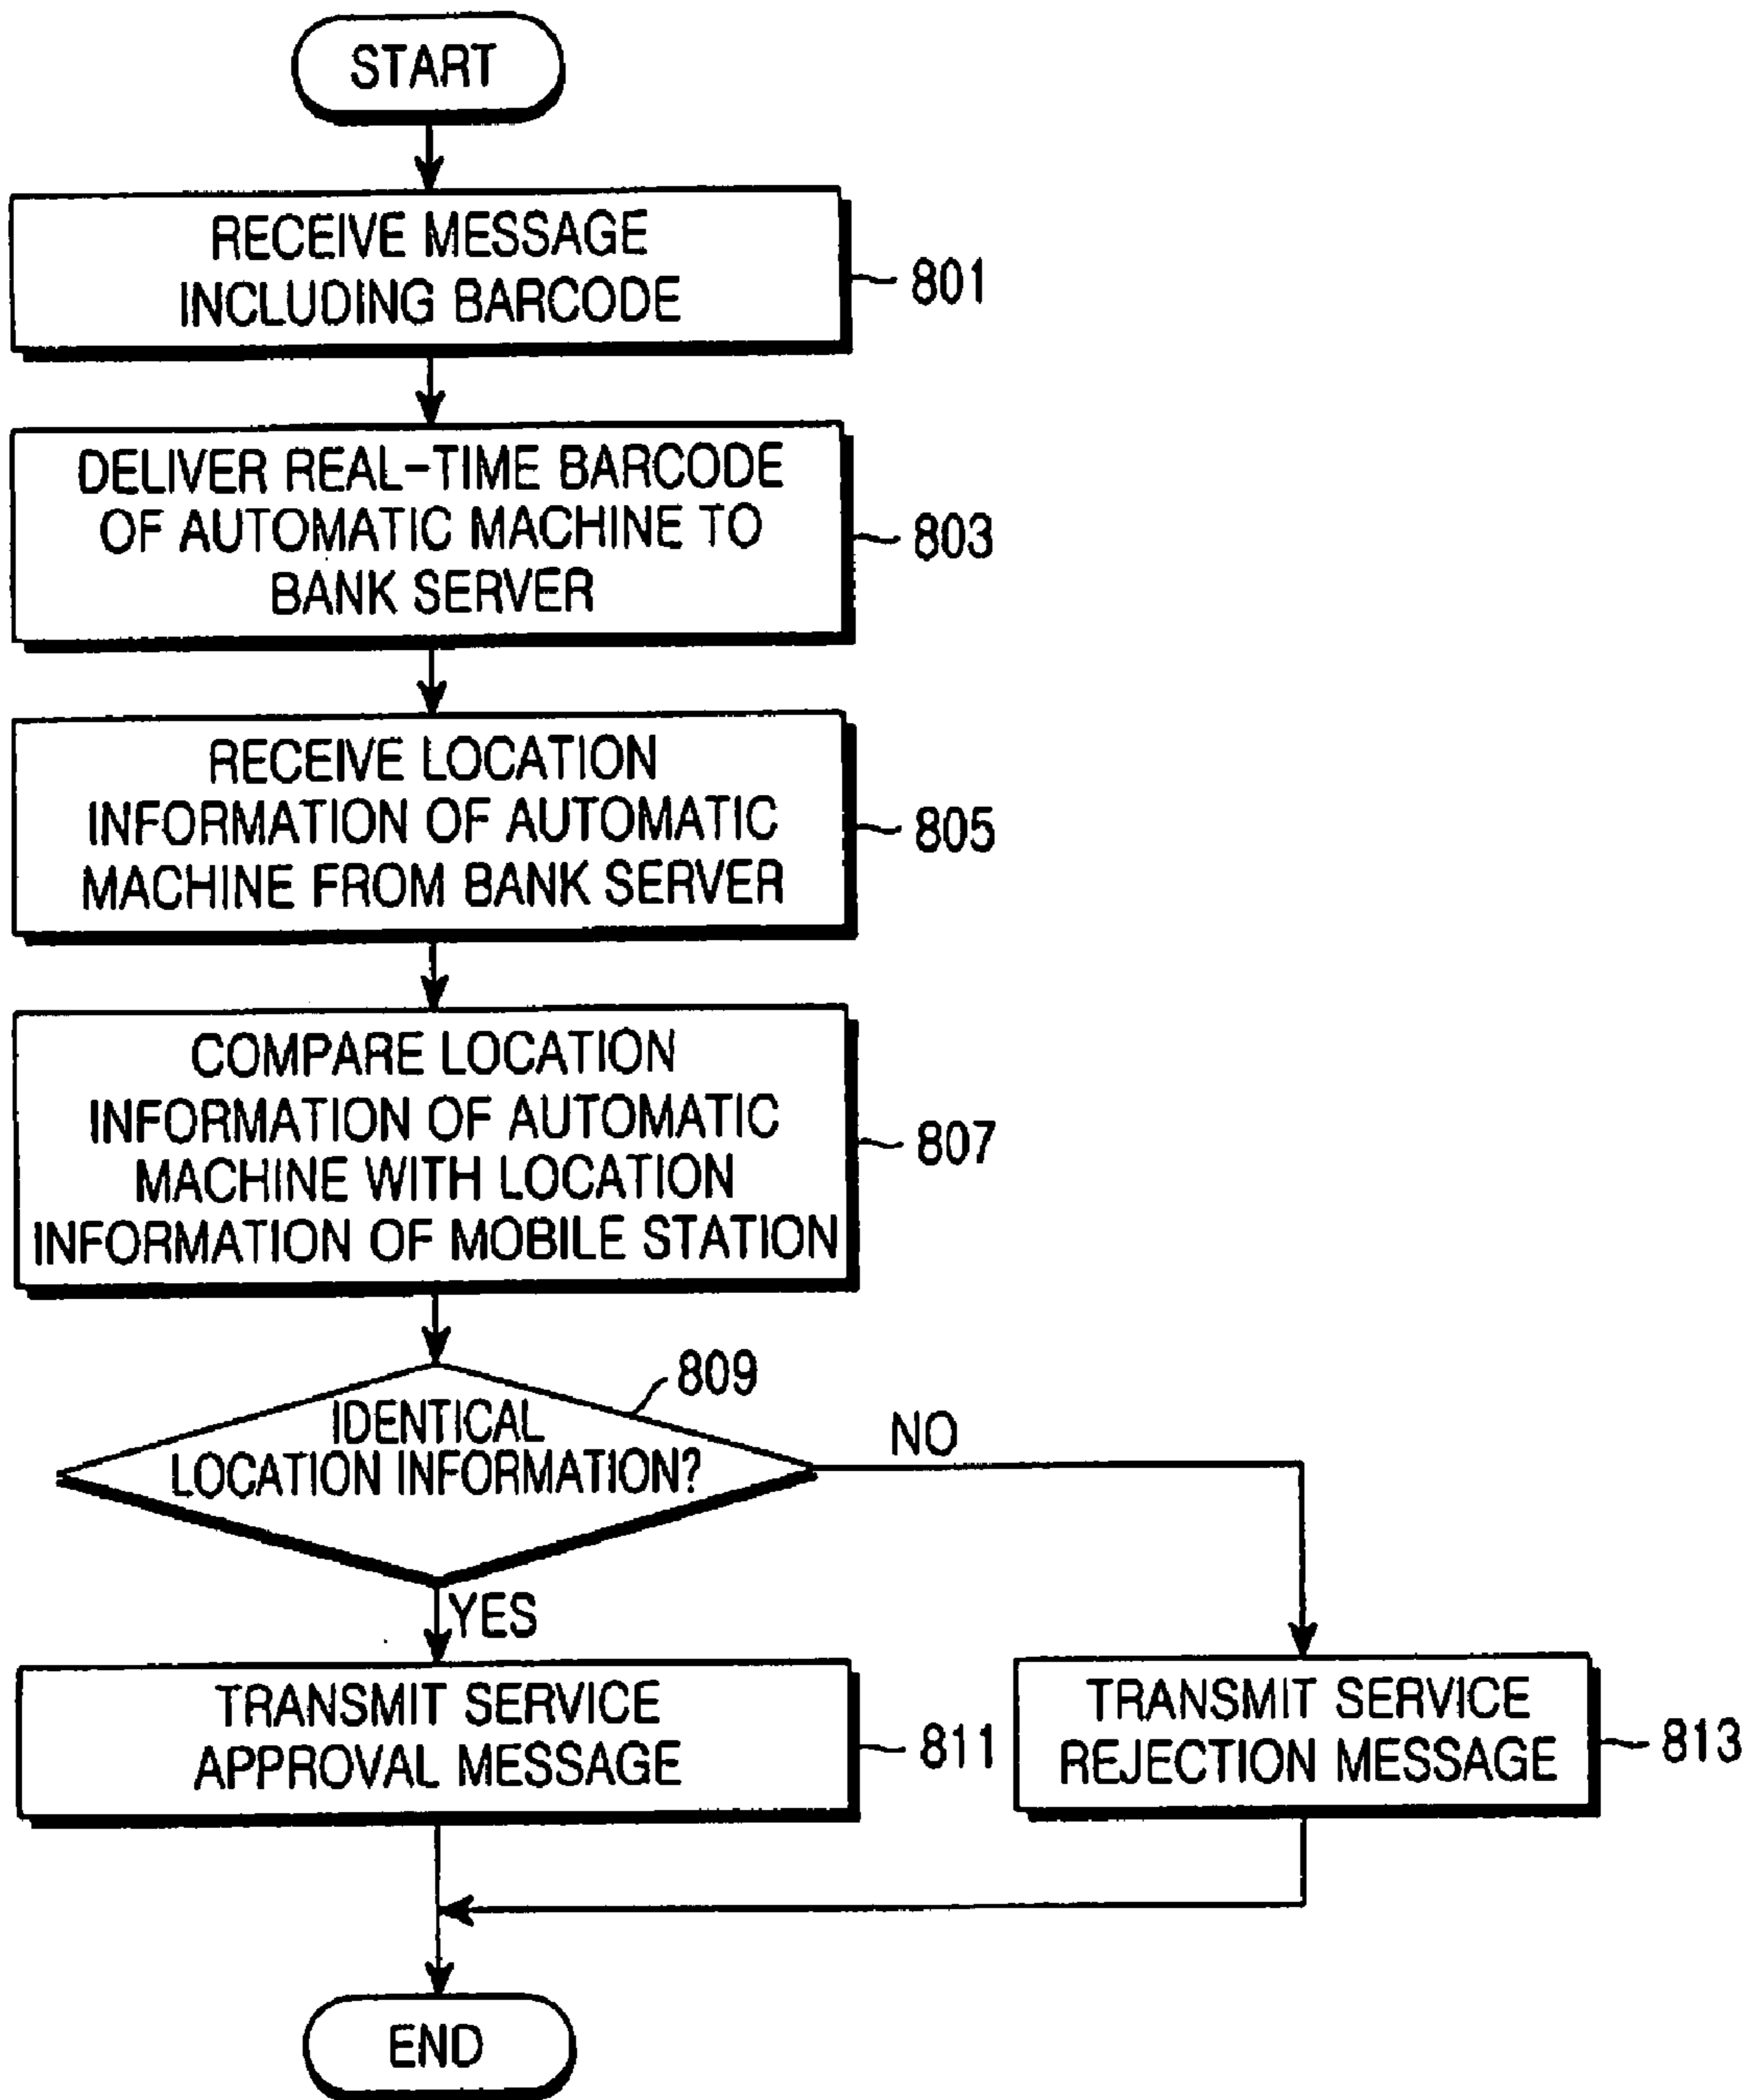 START
RECEIVE MESSAGE
INCLUDING BARCODE
801
DELIVER REAL-TIME BARCODE
OF AUTOMATIC MACHINE TO
BANK SERVER
803
RECEIVE LOCATION
INFORMATION OF AUTOMATIC
MACHINE FROM BANK SERVER
805
COMPARE LOCATION
INFORMATION OF AUTOMATIC
MACHINE WITH LOCATION
INFORMATION OF MOBILE STATION
807
809
IDENTICAL
LOCATION INFORMATION?
NO
YES
TRANSMIT SERVICE
APPROVAL MESSAGE
811
TRANSMIT SERVICE
REJECTION MESSAGE
813
END